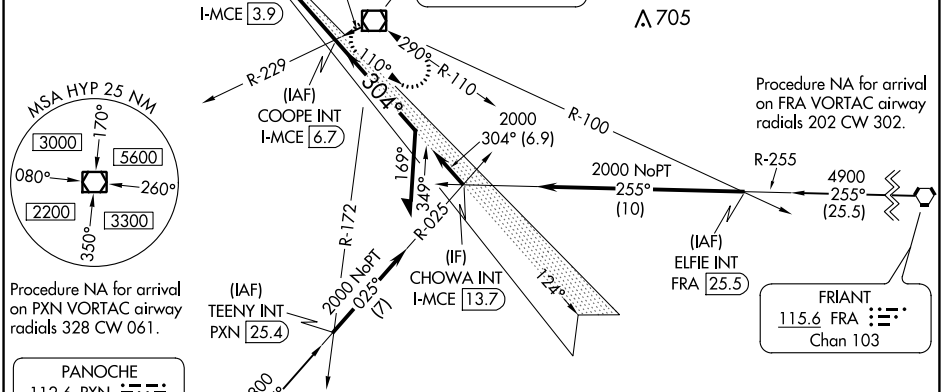 I-MCE 3.9
705
R-229
110°
290°
R-110
(IAF)
COOPE INT
I-MCE 6.7
304°
R-100
2000
304° (6.9)
Procedure NA for arrival
on FRA VORTAC airway
radials 202 CW 302.
MSA HYP 25 NM
170°
3000
5600
080°
260°
2200
3300
350°
169°
349°
R-172
R-025
2000 NoPT
255°
(10)
R-255
4900
255°
(25.5)
(IAF)
ELFIE INT
FRA 25.5
(IF)
CHOWA INT
I-MCE 13.7
124°
Procedure NA for arrival
on PXN VORTAC airway
radials 328 CW 061.
(IAF)
TEENY INT
PXN 25.4
2000 NoPT
025°
(7)
FRIANT
115.6 FRA
Chan 103
PANOCHE
112.6 PXN